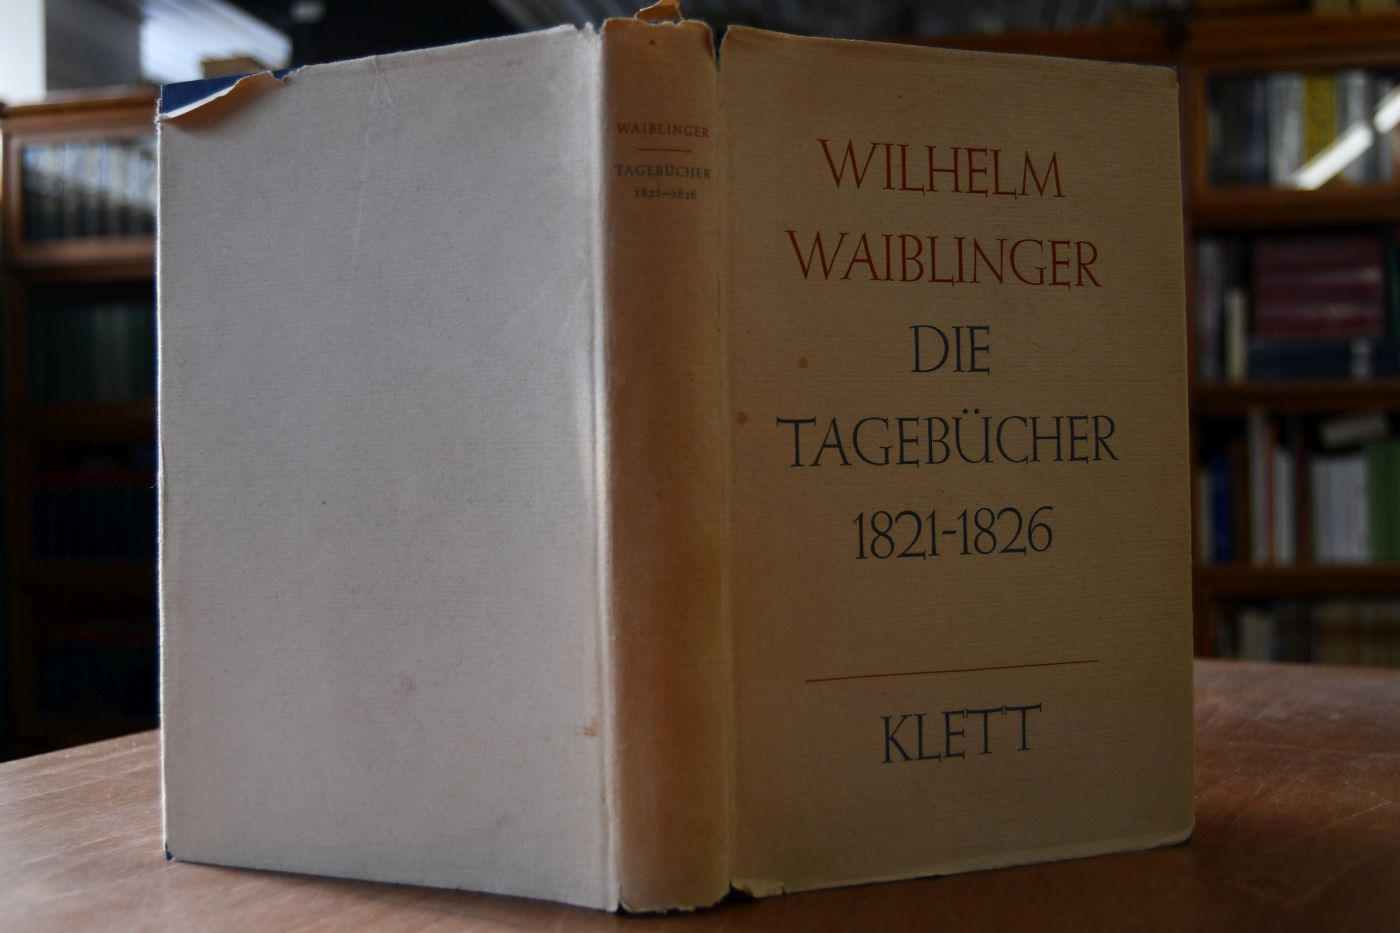 WAIBLINGER
TAGEBÜCHER
1821—1826
WILHELM
WAIBLINGER
DIE
TAGEBÜCHER
1821-1826
KLETT